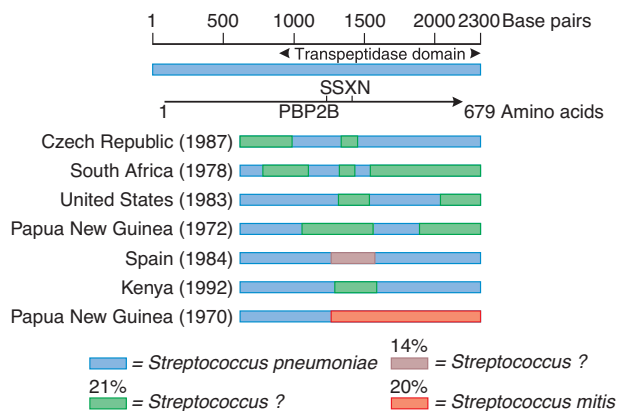 1 500 1000 1500 2000 2300 Base pairs
Transpeptidase domain
SSXN
1 PBP2B 679 Amino acids
Czech Republic (1987)
South Africa (1978)
United States (1983)
Papua New Guinea (1972)
Spain (1984)
Kenya (1992)
Papua New Guinea (1970)
14%
= Streptococcus pneumoniae = Streptococcus ?
21% 20%
= Streptococcus ? = Streptococcus mitis